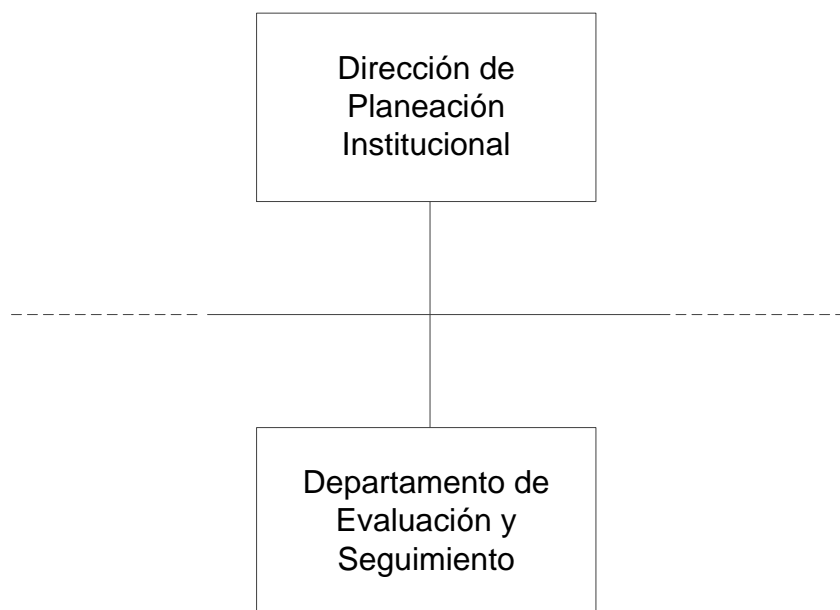 Dirección de
Planeación
Institucional
Departamento de
Evaluación y
Seguimiento